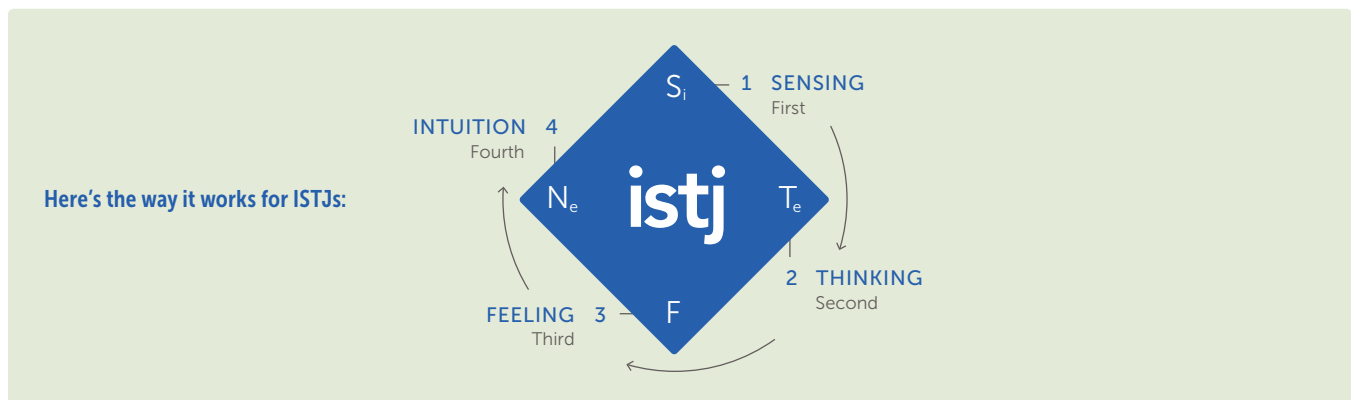 Here's the way it works for ISTJs:
Si
1 SENSING
First
INTUITION 4
Fourth
Ne
istj
Te
2 THINKING
Second
FEELING 3
Third
F